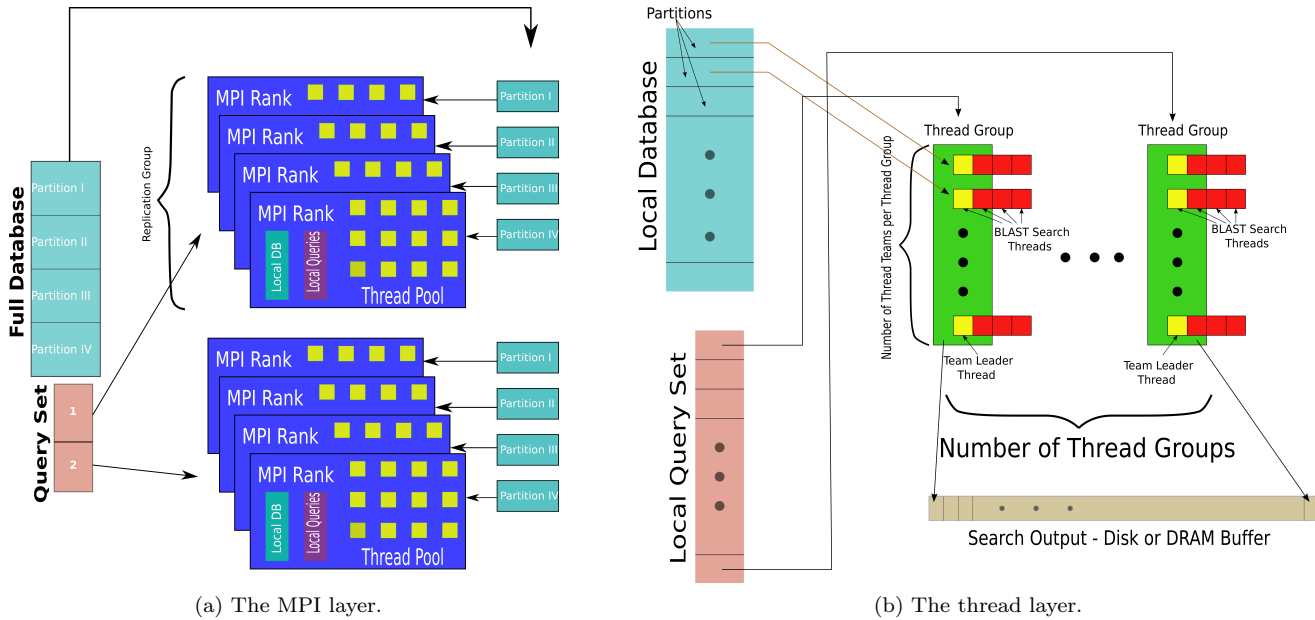 Full Database
Partition I
Partition II
Partition III
Partition IV
Query Set
1
2
Replication Group
MPI Rank
MPI Rank
MPI Rank
MPI Rank
Local DB
Local Queries
Thread Pool
Partition I
Partition II
Partition III
Partition IV
MPI Rank
MPI Rank
MPI Rank
MPI Rank
Local DB
Local Queries
Thread Pool
Partition I
Partition II
Partition III
Partition IV
(a) The MPI layer.
Partitions
Local Database
Local Query Set
Thread Group
Thread Group
Number of Thread Teams per Thread Group
BLAST Search
Threads
BLAST Search
Threads
Team Leader
Thread
Team Leader
Thread
Number of Thread Groups
Search Output - Disk or DRAM Buffer
(b) The thread layer.